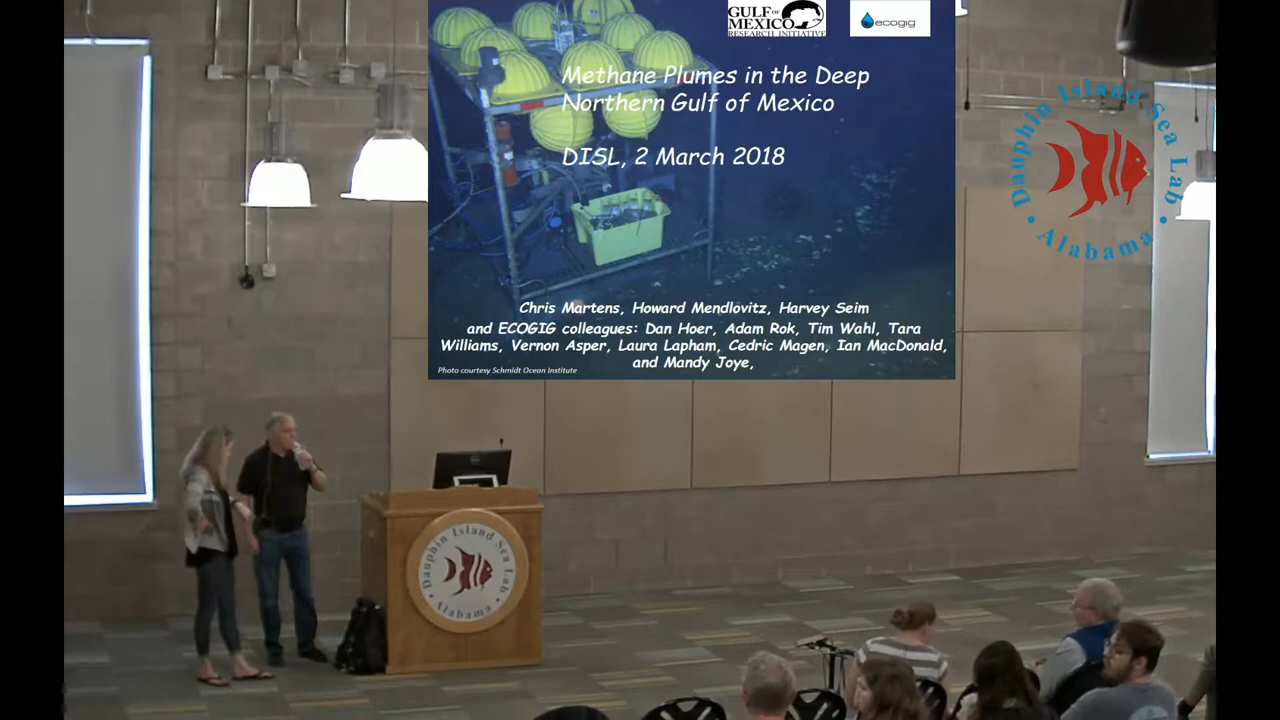 GULF OF
MEXICO
RESEARCH INITIATIVE
ecogig
Methane Plumes in the Deep
Northern Gulf of Mexico
DISL, 2 March 2018
Chris Martens, Howard Mendlovitz, Harvey Seim
and ECOGIG colleagues: Dan Hoer, Adam Rok, Tim Wahl, Tara
Williams, Vernon Asper, Laura Lapham, Cedric Magen, Ian MacDonald,
and Mandy Joye,
Photo courtesy Schmidt Ocean Institute
Dauphin Island Sea Lab
• Alabama •
Dauphin Island Sea Lab
• Alabama •